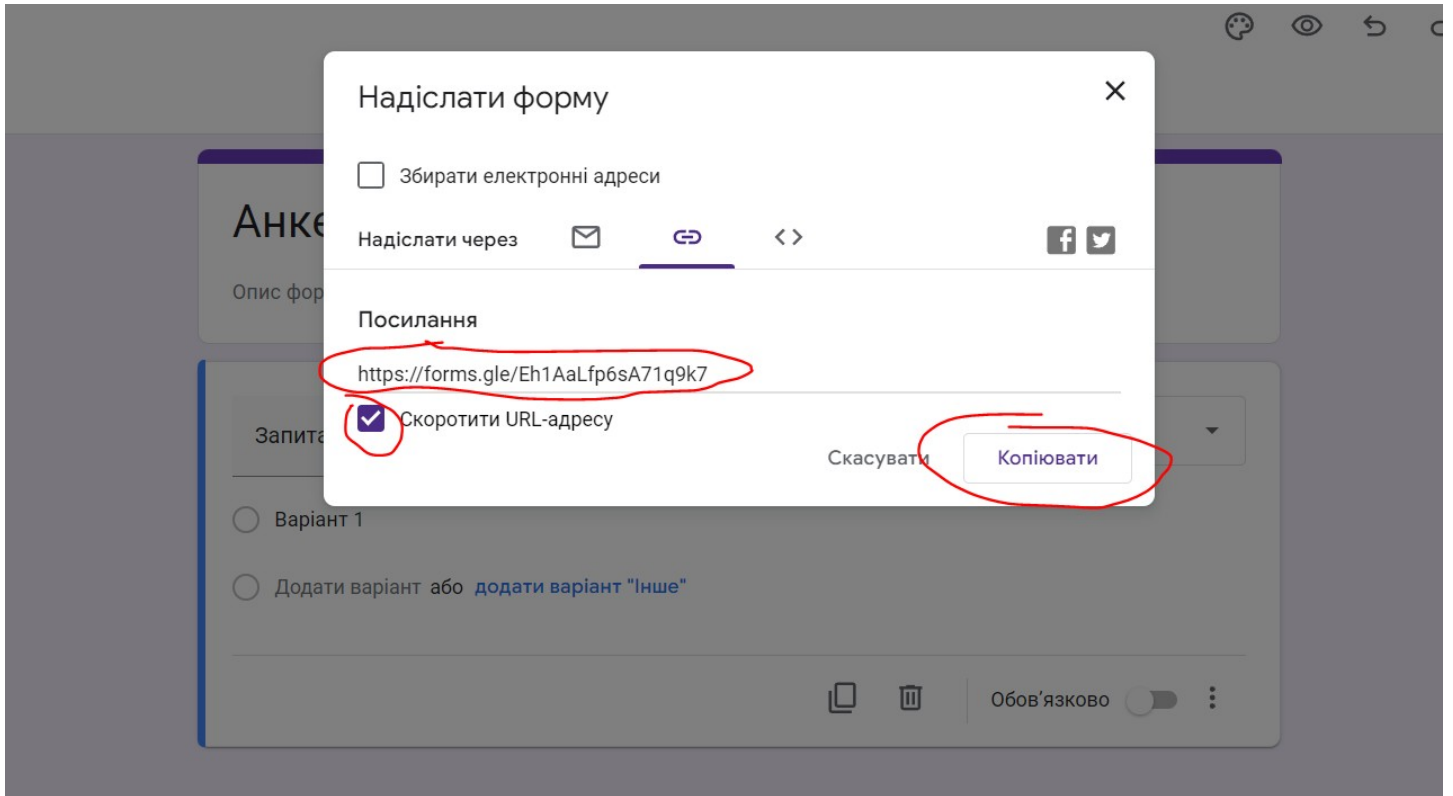 Надіслати форму
Збирати електронні адреси
Анке
Надіслати через
Опис фор
Посилання
https://forms.gle/Eh1AaLfp6sA71q9k7
Скоротити URL-адресу
Запита
Скасувати Копіювати
Варіант 1
Додати варіант або додати варіант "Інше"
Обов’язково